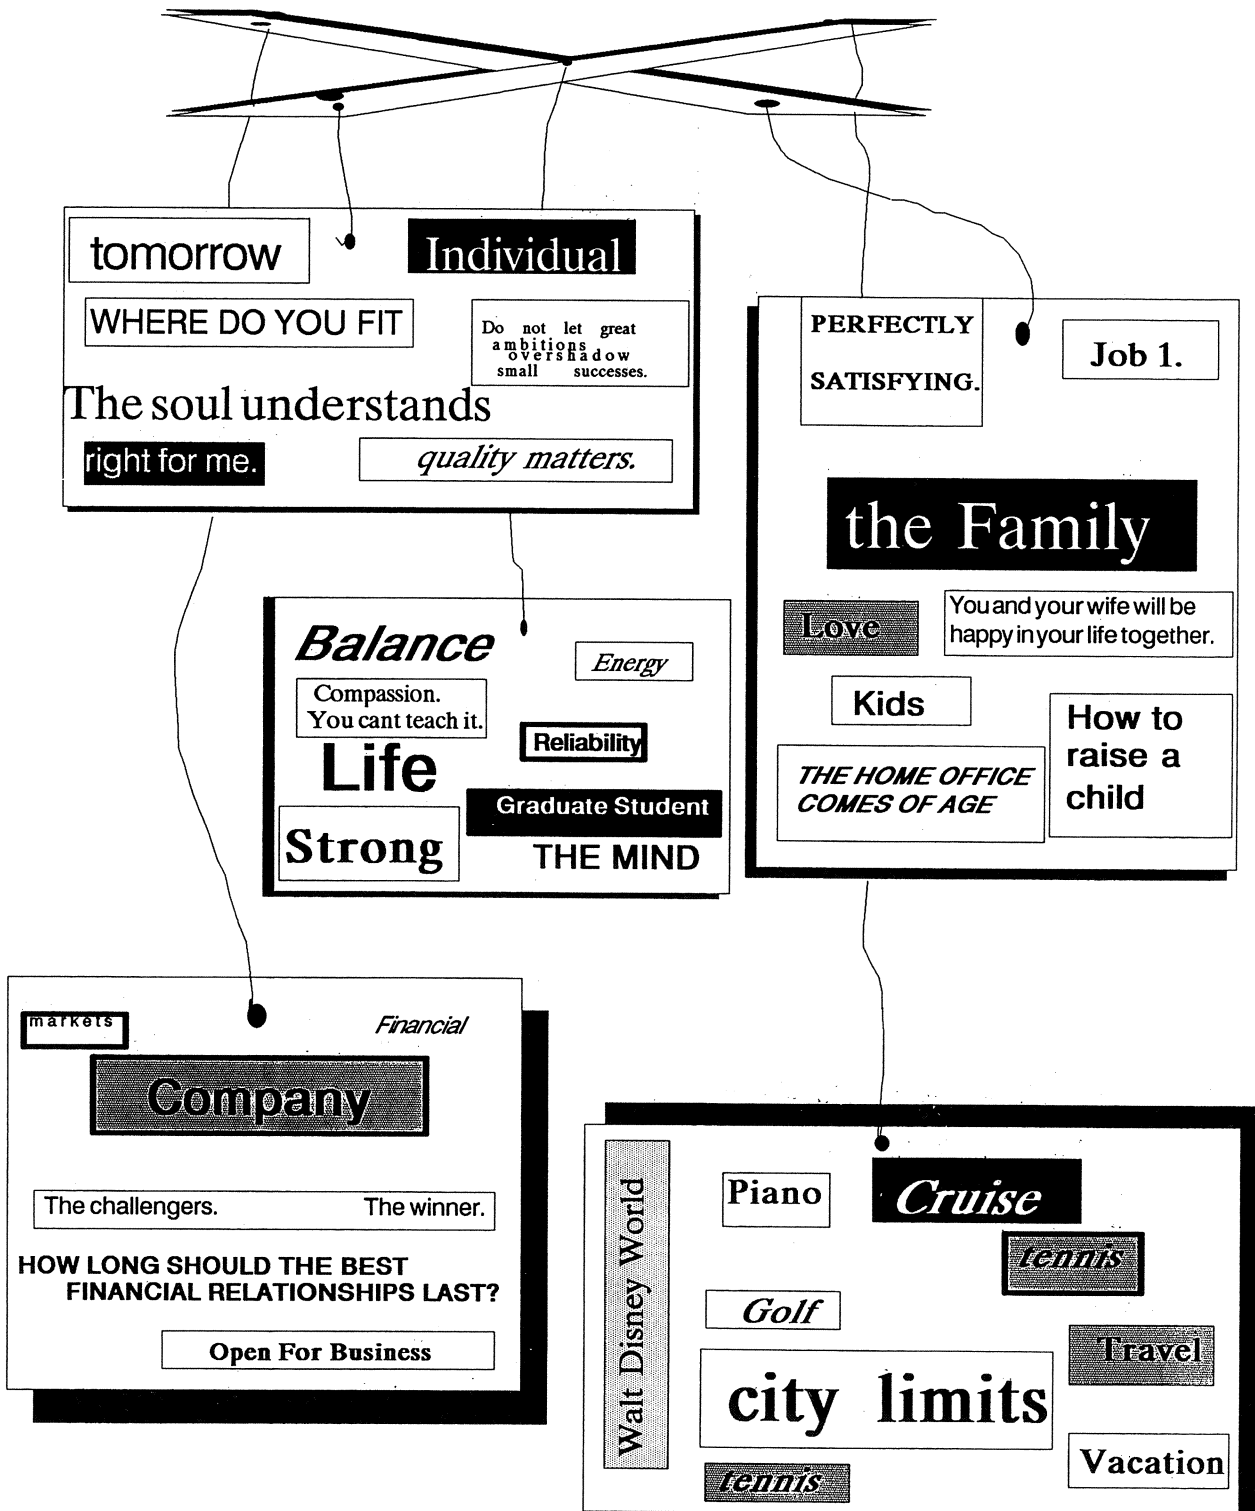 tomorrow
Individual
WHERE DO YOU FIT
Do not let great
ambitions
overshadow
small successes.
The soul understands
right for me.
quality matters.
PERFECTLY
SATISFYING.
Job 1.
the Family
Love
You and your wife will be
happy in your life together.
Kids
How to
raise a
child
THE HOME OFFICE
COMES OF AGE
Balance
Energy
Compassion.
You cant teach it.
Reliability
Life
Graduate Student
Strong
THE MIND
markets
Financial
Company
The challengers. The winner.
HOW LONG SHOULD THE BEST
FINANCIAL RELATIONSHIPS LAST?
Open For Business
Walt Disney World
Piano
Cruise
tennis
Golf
Travel
city limits
Vacation
tennis